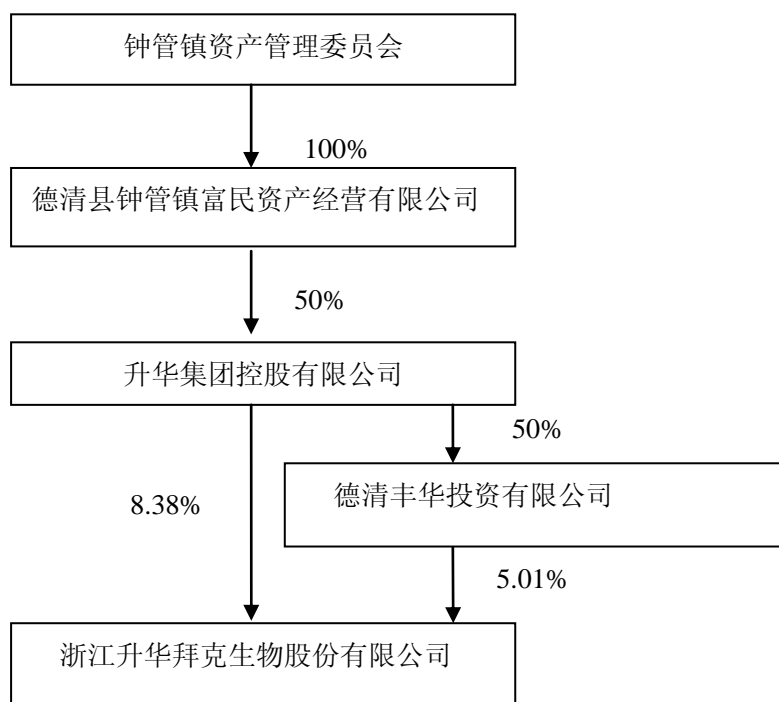 钟管镇资产管理委员会
100%
德清县钟管镇富民资产经营有限公司
50%
升华集团控股有限公司
50%
德清丰华投资有限公司
8.38%
5.01%
浙江升华拜克生物股份有限公司